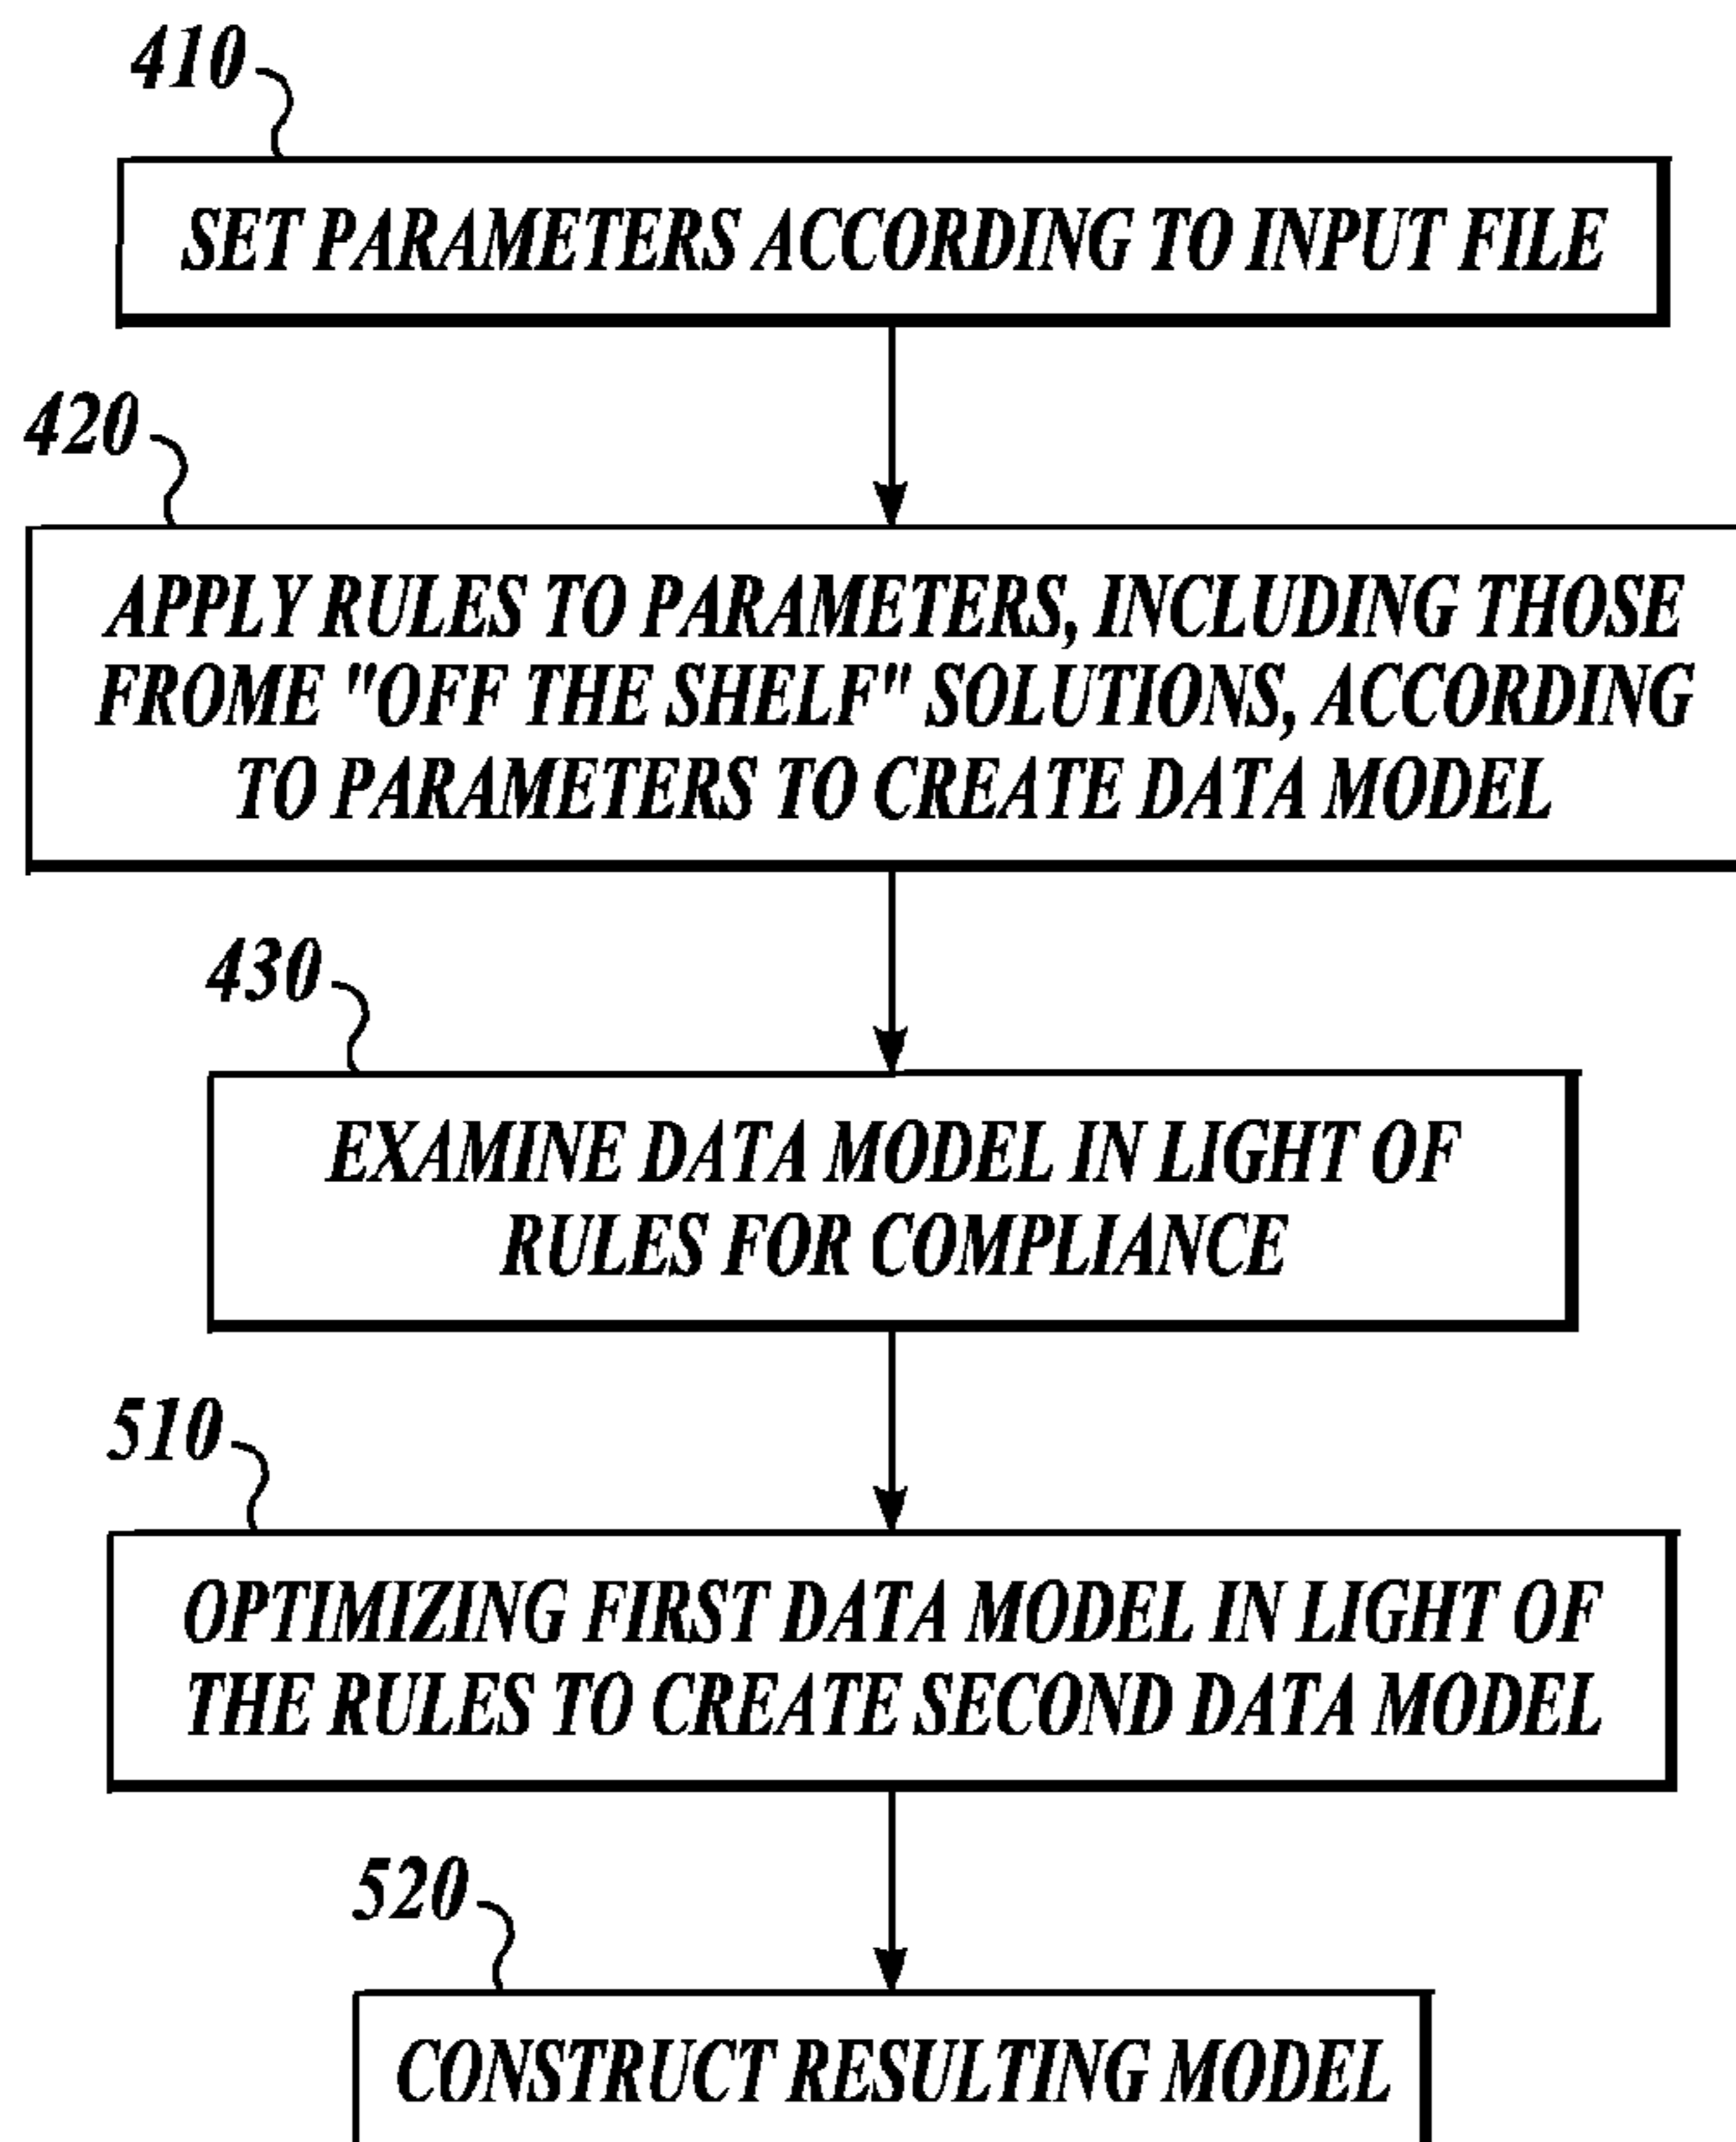 410
SET PARAMETERS ACCORDING TO INPUT FILE
420
APPLY RULES TO PARAMETERS, INCLUDING THOSE
FROME "OFF THE SHELF" SOLUTIONS, ACCORDING
TO PARAMETERS TO CREATE DATA MODEL
430
EXAMINE DATA MODEL IN LIGHT OF
RULES FOR COMPLIANCE
510
OPTIMIZING FIRST DATA MODEL IN LIGHT OF
THE RULES TO CREATE SECOND DATA MODEL
520
CONSTRUCT RESULTING MODEL